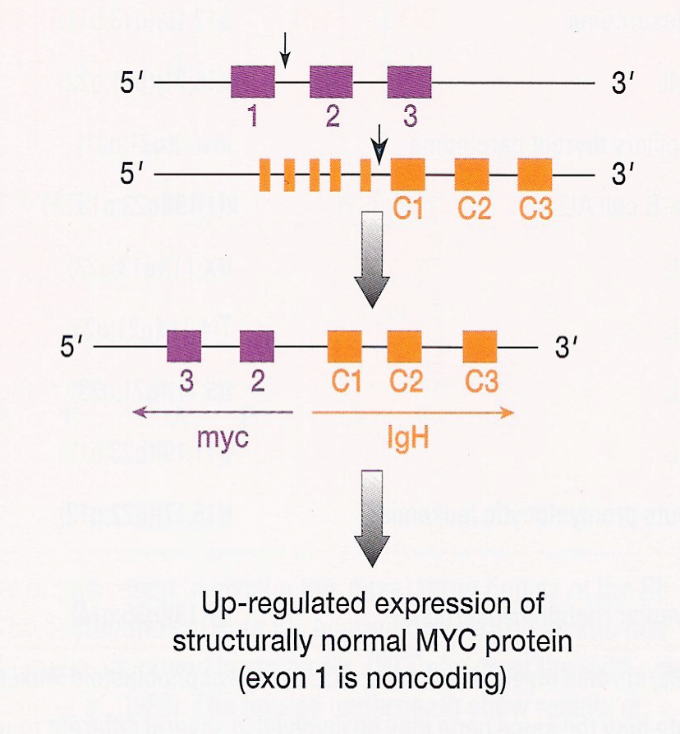 5′ 3′
1 2 3
5′ 3′
C1 C2 C3
5′ 3′
3 2 C1 C2 C3
myc IgH
Up-regulated expression of
structurally normal MYC protein
(exon 1 is noncoding)